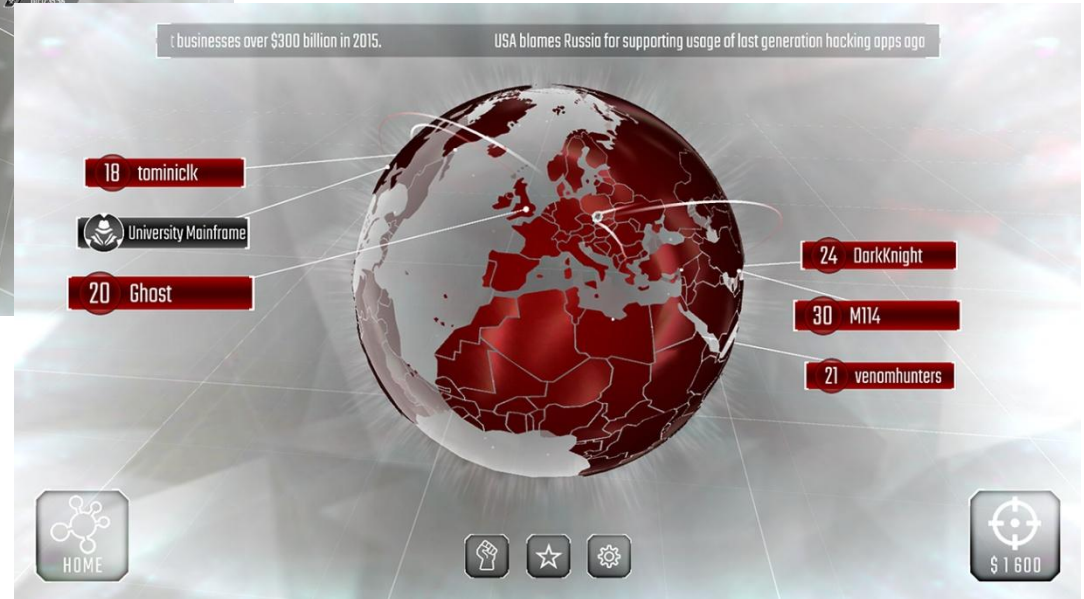 t businesses over $300 billion in 2015.
USA blames Russia for supporting usage of last generation hacking apps aga
18 tominiclk
University Mainframe
20 Ghost
24 DarkKnight
30 M114
21 venomhunters
HOME
$ 1 600